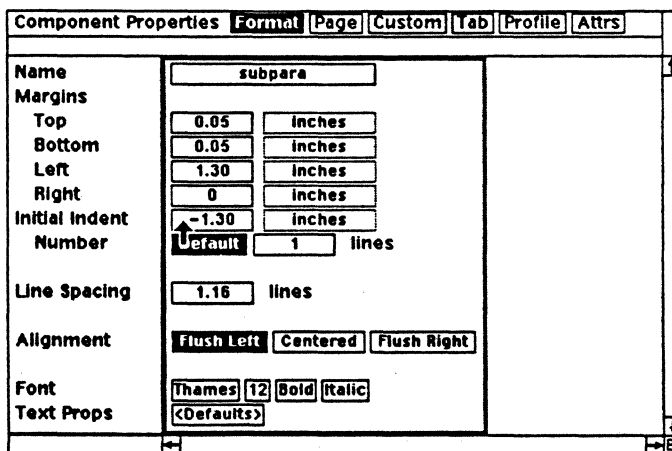 Component Properties Format Page Custom Tab Profile Attrs
Name subpara
Margins
Top 0.05 inches
Bottom 0.05 inches
Left 1.30 inches
Right 0 inches
Initial Indent -1.30 inches
Number Default 1 lines
Line Spacing 1.16 lines
Alignment Flush Left Centered Flush Right
Font Thames 12 Bold Italic
Text Props <Defaults>